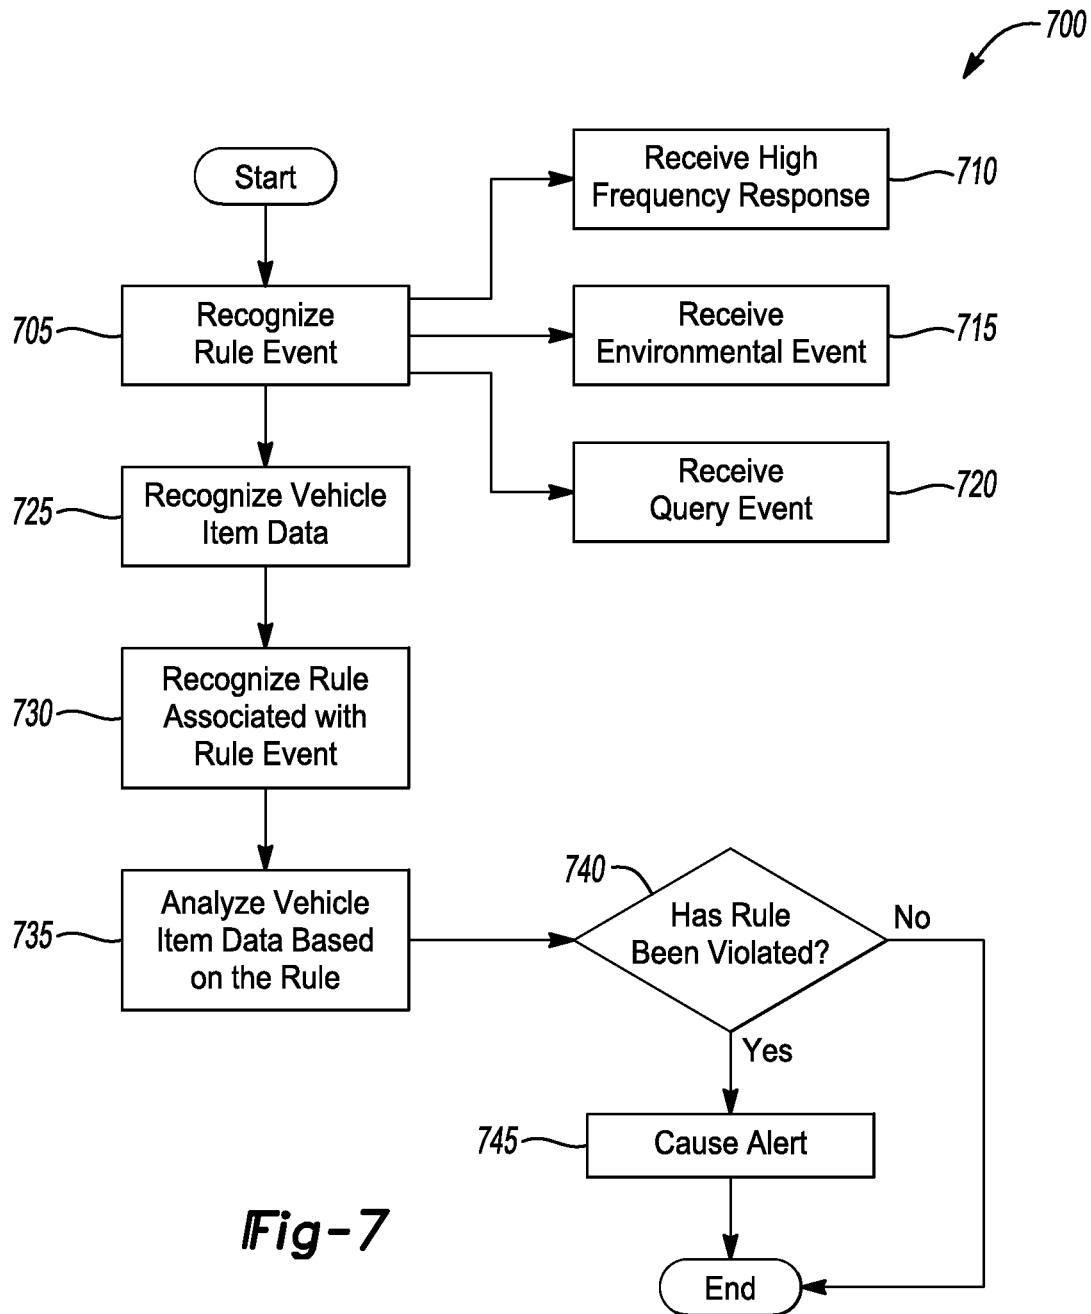 700
Start
Receive High
Frequency Response
710
705
Recognize
Rule Event
Receive
Environmental Event
715
725
Recognize Vehicle
Item Data
Receive
Query Event
720
730
Recognize Rule
Associated with
Rule Event
735
Analyze Vehicle
Item Data Based
on the Rule
740
Has Rule
Been Violated?
No
Yes
745
Cause Alert
Fig-7
End